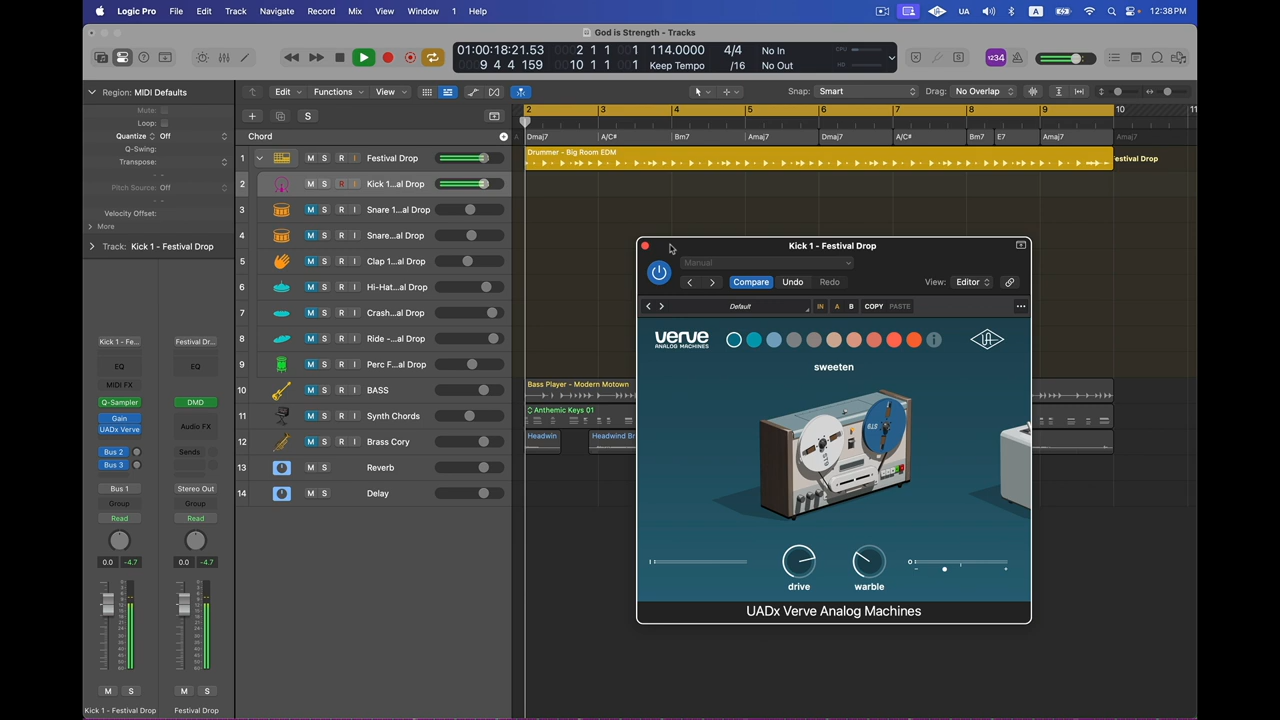 Logic Pro File Edit Track Navigate Record Mix View Window 1 Help UA A 12:38 PM
God is Strength - Tracks
01:00:18:21.53 2 1 1 1 114.0000 4/4 No In CPU
9 4 4 159 10 1 1 1 Keep Tempo /16 No Out HD
1234
Region: MIDI Defaults
Edit Functions View Snap: Smart Drag: No Overlap
Mute:
Loop:
Quantize Off
Q-Swing:
Transpose:
Pitch Source: Off
Velocity Offset:
More
Track: Kick 1 - Festival Drop
S
2 3 4 5 6 7 8 9 10 11
Chord
Dmaj7 A/C# Bm7 Amaj7 Dmaj7 A/C# Bm7 E7 Amaj7 Amaj7
1 M S R I Festival Drop
Drummer - Big Room EDM
Festival Drop
2 M S R I Kick 1...al Drop
3 M S R I Snare 1...al Drop
4 M S R I Snare...al Drop
5 M S R I Clap 1...al Drop
6 M S R I Hi-Hat...al Drop
7 M S R I Crash...al Drop
8 M S R I Ride -...al Drop
9 M S R I Perc F...al Drop
10 M S R I BASS
Bass Player - Modern Motown
11 M S R I Synth Chords
Anthemic Keys 01
12 M S R I Brass Cory
Headwin Headwind Br
13 M S Reverb
14 M S Delay
Kick 1 - Festival Drop
Manual
Compare Undo Redo View: Editor
Default IN A B COPY PASTE
verve
ANALOG MACHINES
sweeten
STG
drive warble
UADx Verve Analog Machines
Kick 1 - Fe... Festival Dr...
EQ EQ
MIDI FX
Q-Sampler DMD
Gain
UADx Verve Audio FX
Bus 2 Sends
Bus 3
Bus 1 Stereo Out
Group Group
Read Read
0.0 -4.7 0.0 -4.7
M S M S
Kick 1 - Festival Drop Festival Drop